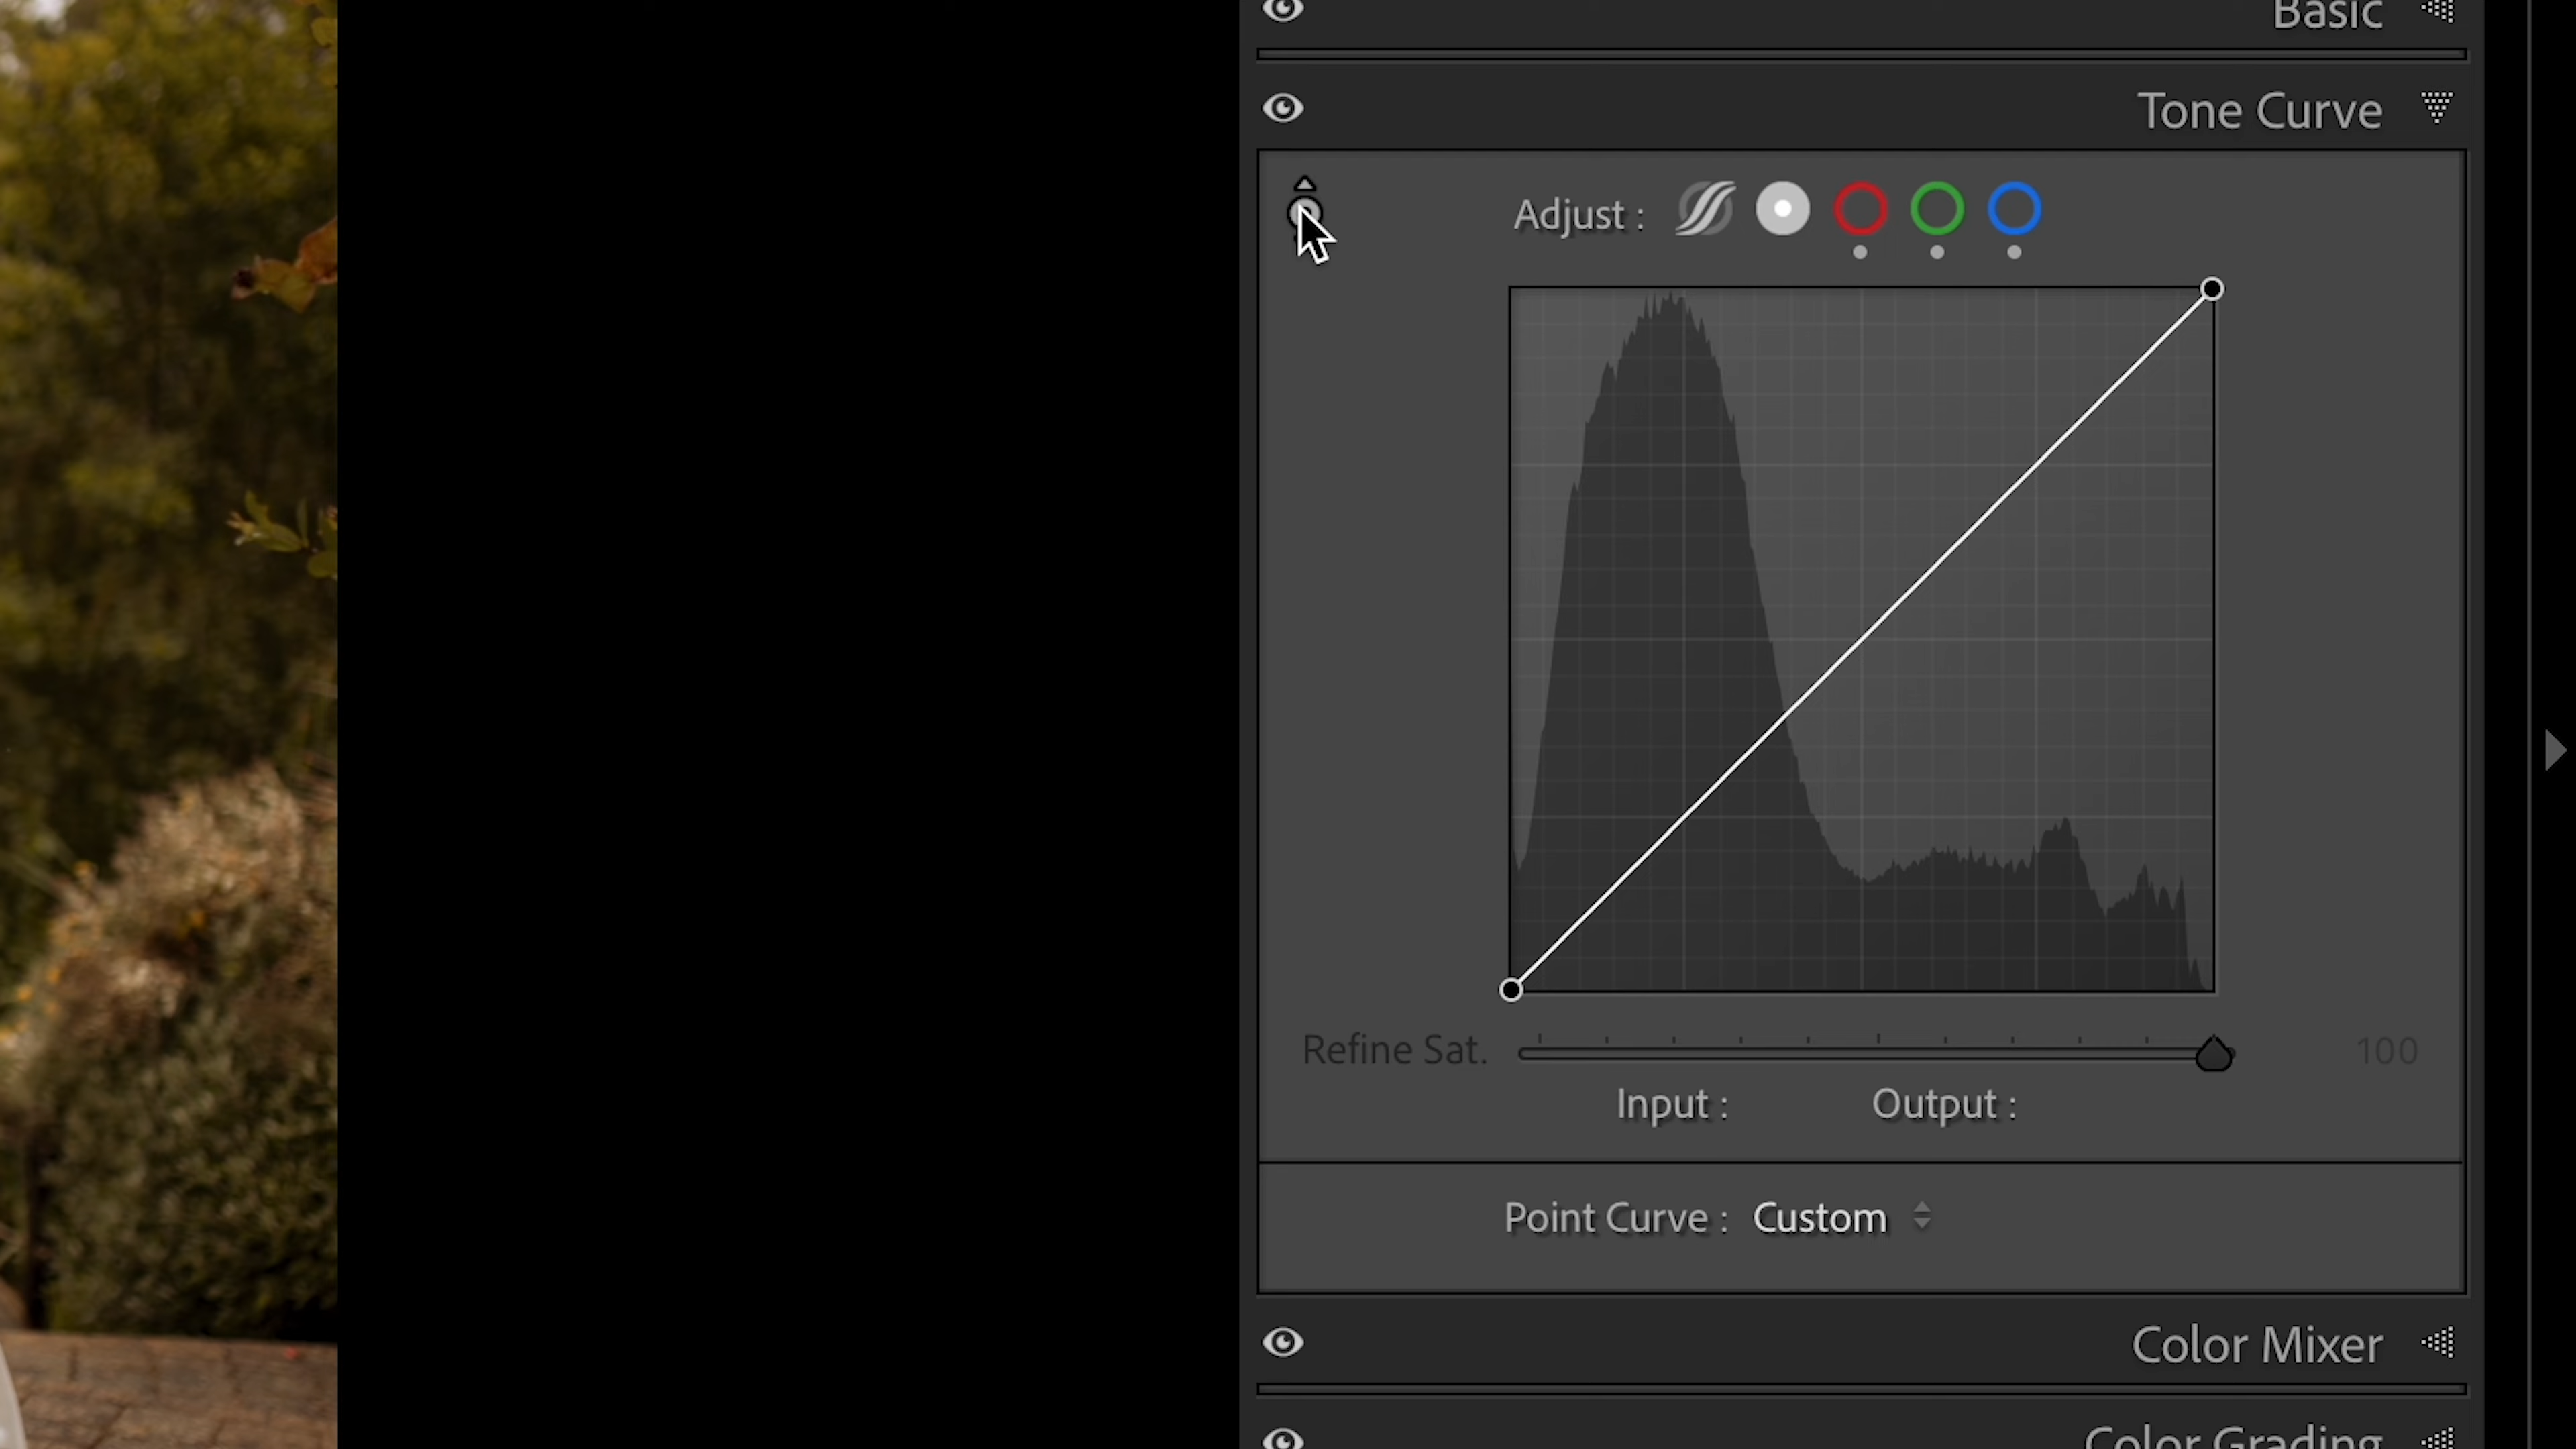 Basic
Tone Curve
Adjust :
Refine Sat. 100
Input : Output :
Point Curve : Custom
Color Mixer
Color Grading